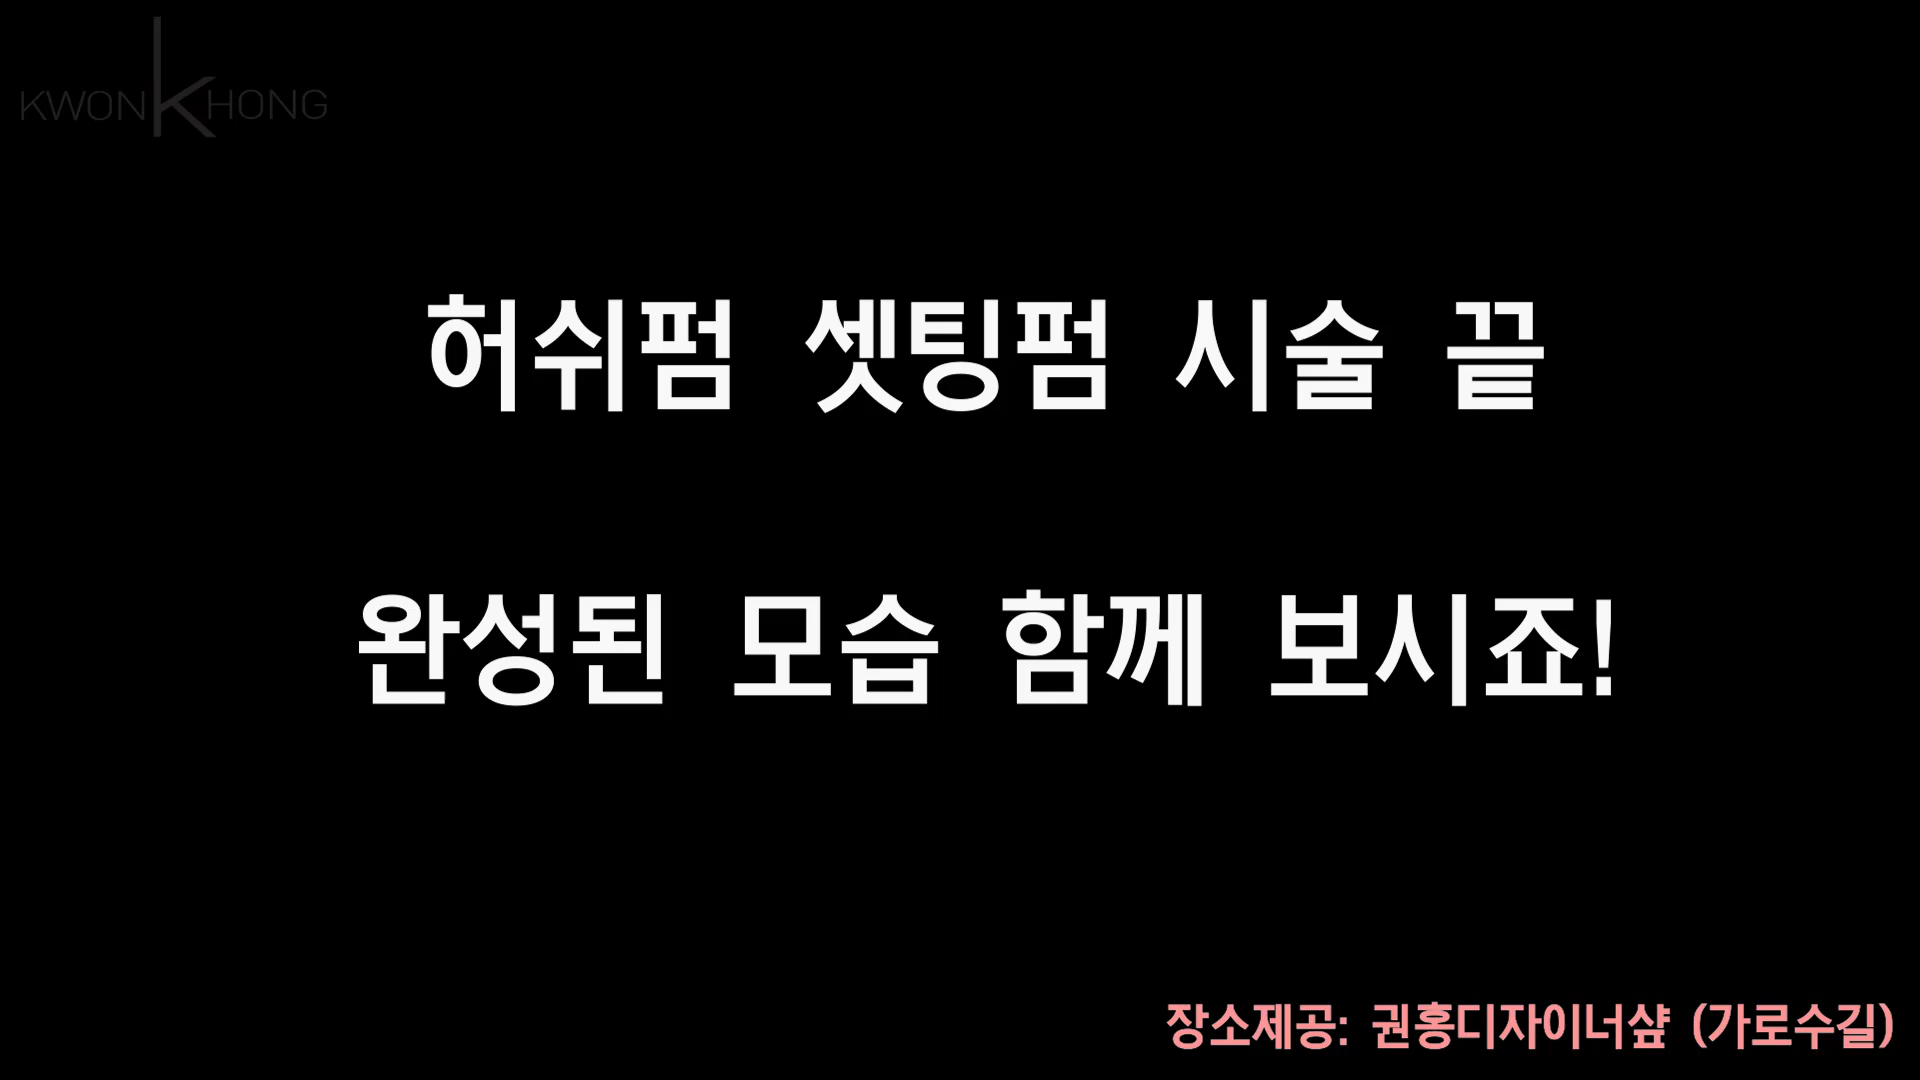 KWON K HONG
허쉬펌 셋팅펌 시술 끝
완성된 모습 함께 보시죠!
장소제공: 권홍디자이너샾 (가로수길)